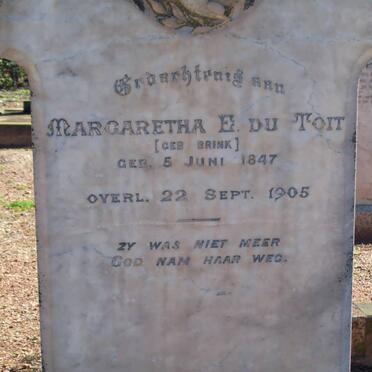 Gedachtenis aan
MARGARETHA E. DU TOIT
[GEB BRINK]
GEB. 5 JUNI 1847
OVERL. 22 SEPT. 1905
ZY WAS NIET MEER
GOD NAM HAAR WEG.